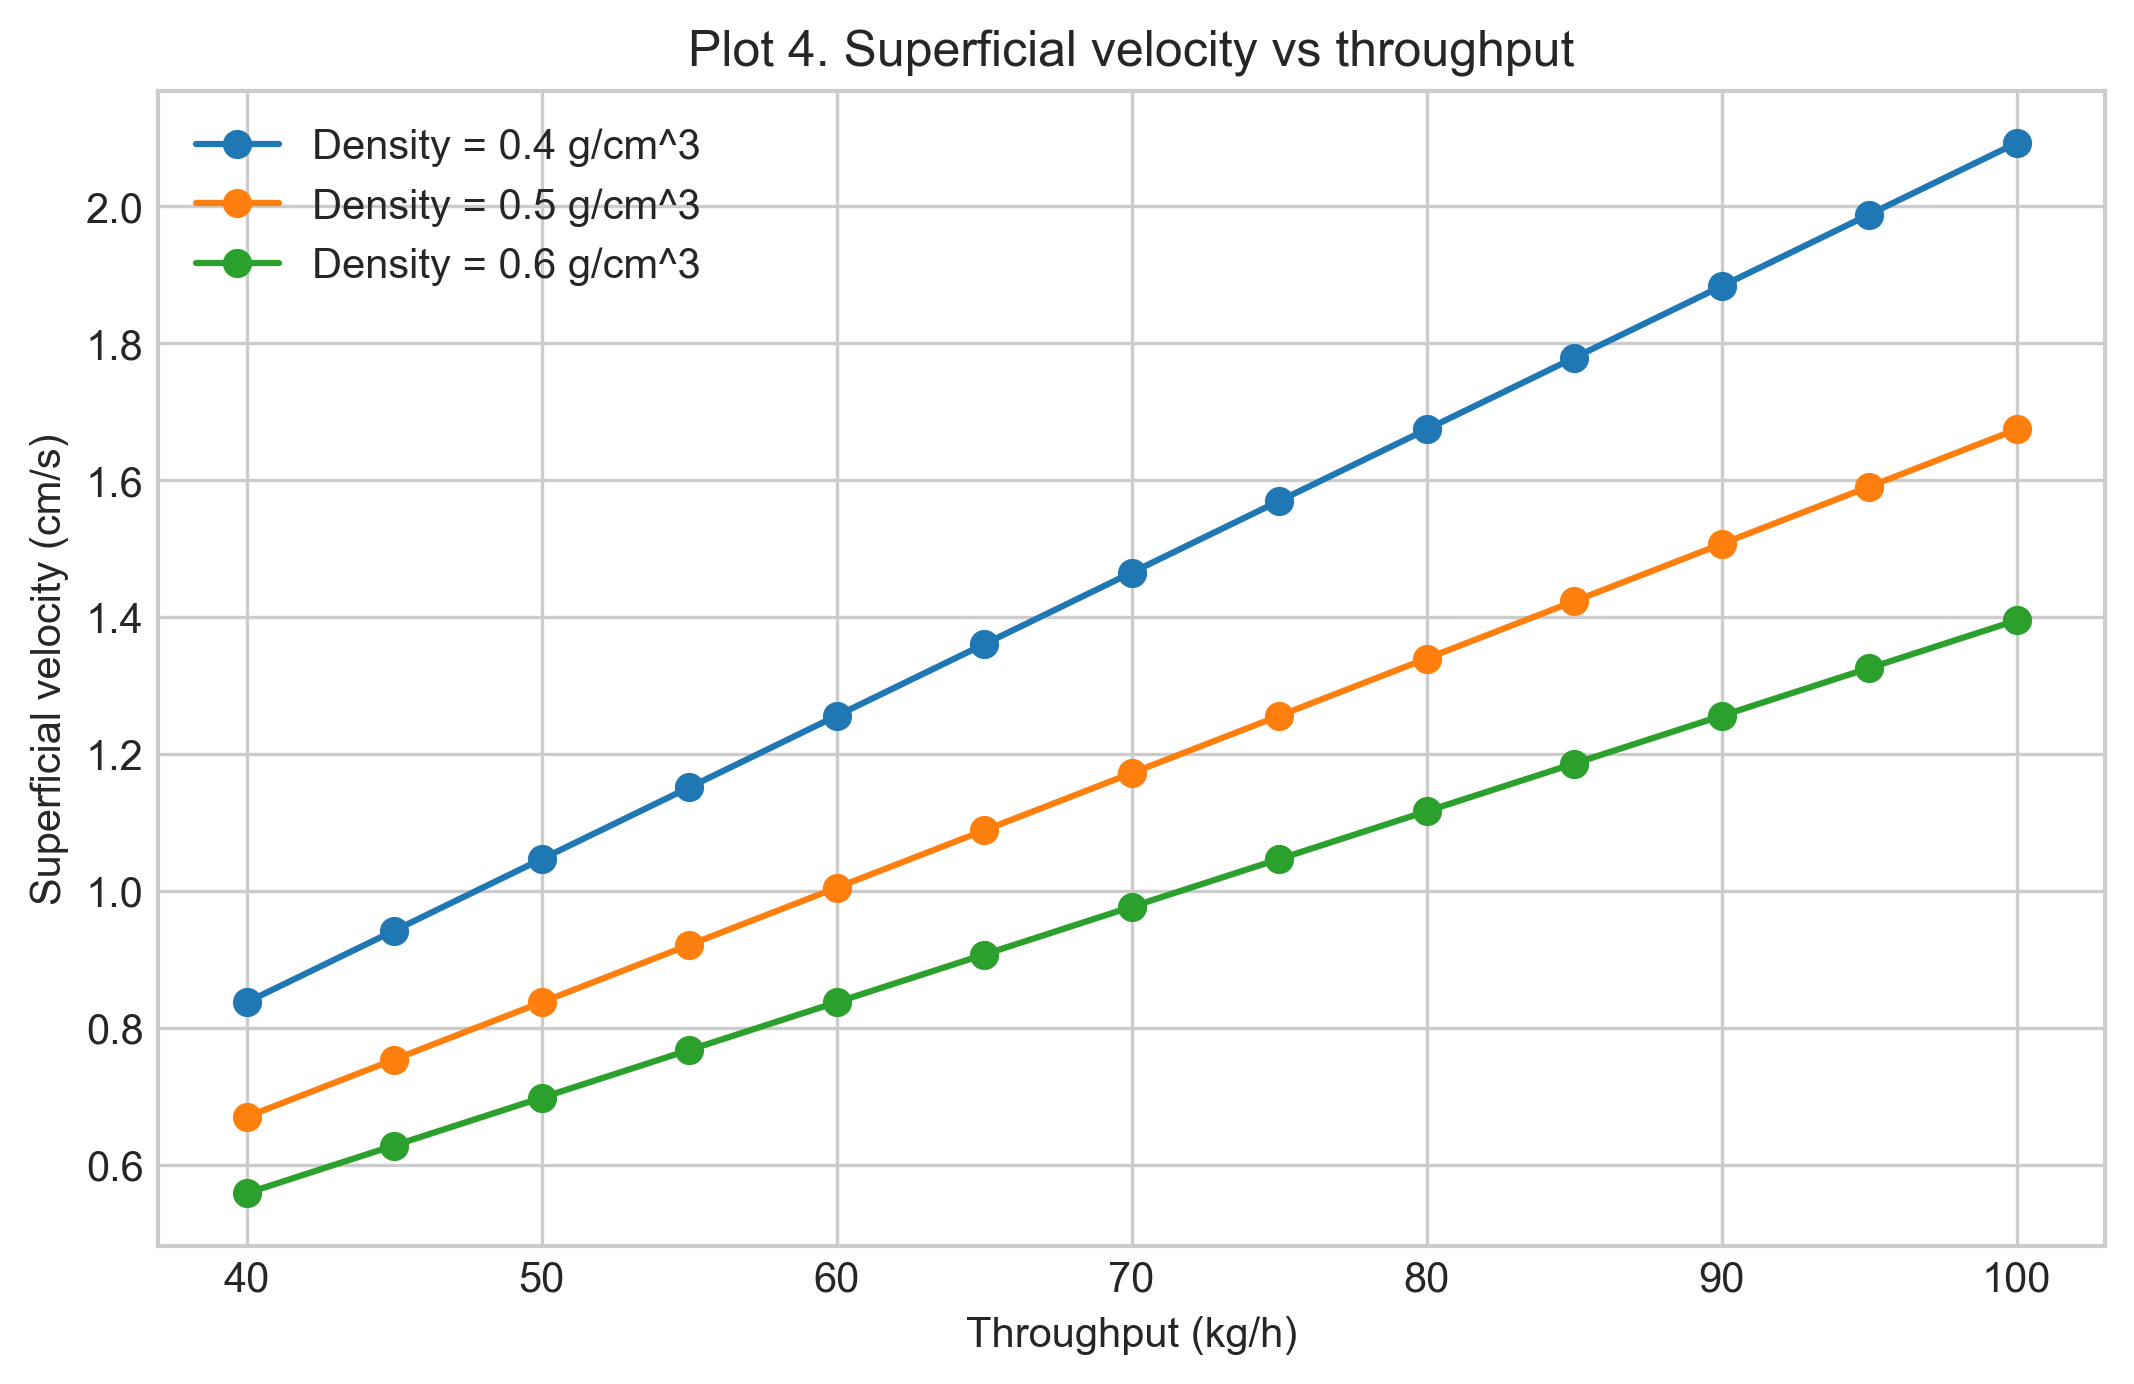 Plot 4. Superficial velocity vs throughput
Density = 0.4 g/cm^3
Density = 0.5 g/cm^3
Density = 0.6 g/cm^3
Superficial velocity (cm/s)
2.0
1.8
1.6
1.4
1.2
1.0
0.8
0.6
40 50 60 70 80 90 100
Throughput (kg/h)